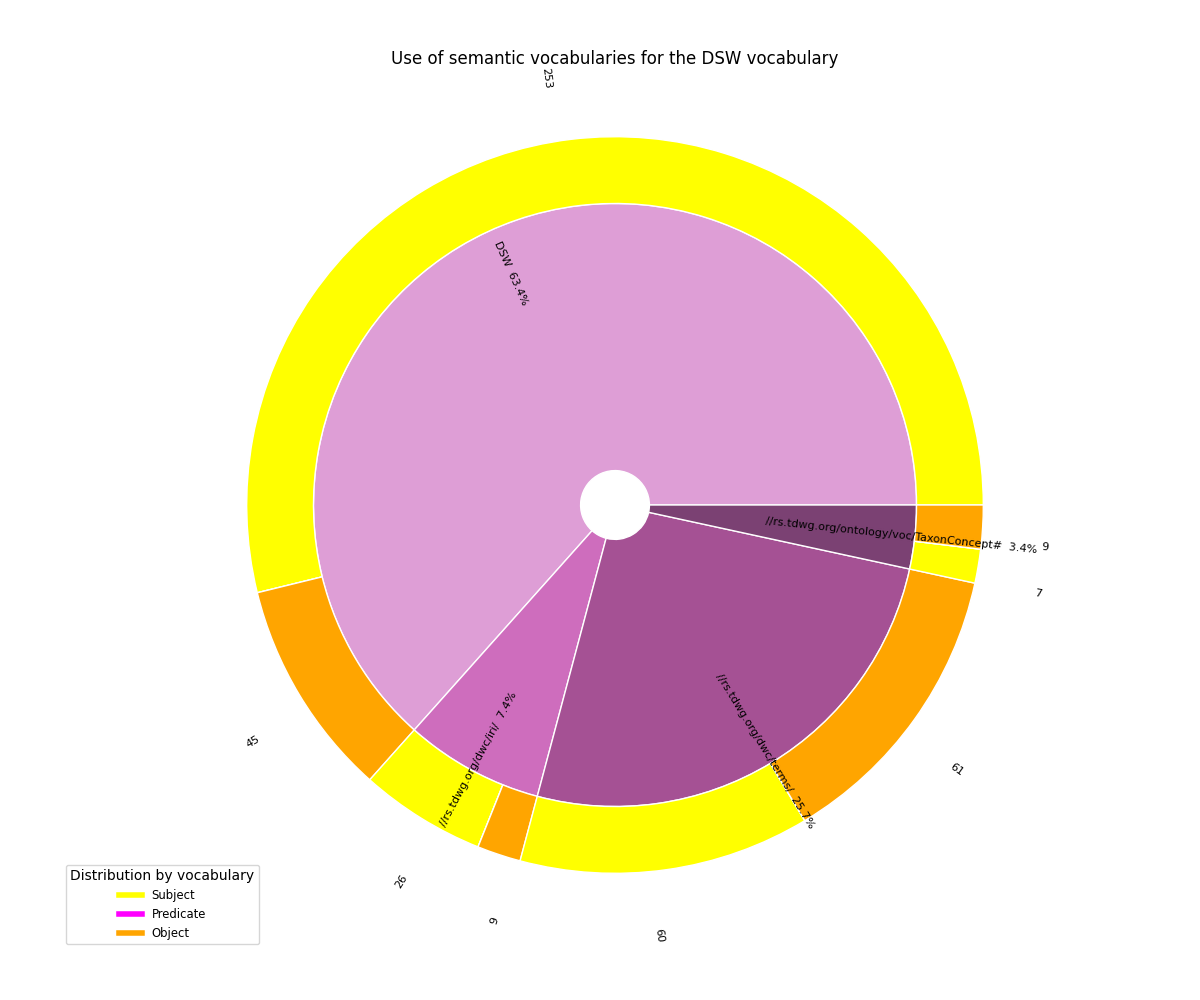 Use of semantic vocabularies for the DSW vocabulary
253
DSW 63.4%
//rs.tdwg.org/ontology/voc/TaxonConcept# 3.4%
9
7
//rs.tdwg.org/dwc/terms/ 25.7%
//rs.tdwg.org/dwc/iri/ 7.4%
45
61
26
9
60
Distribution by vocabulary
Subject
Predicate
Object